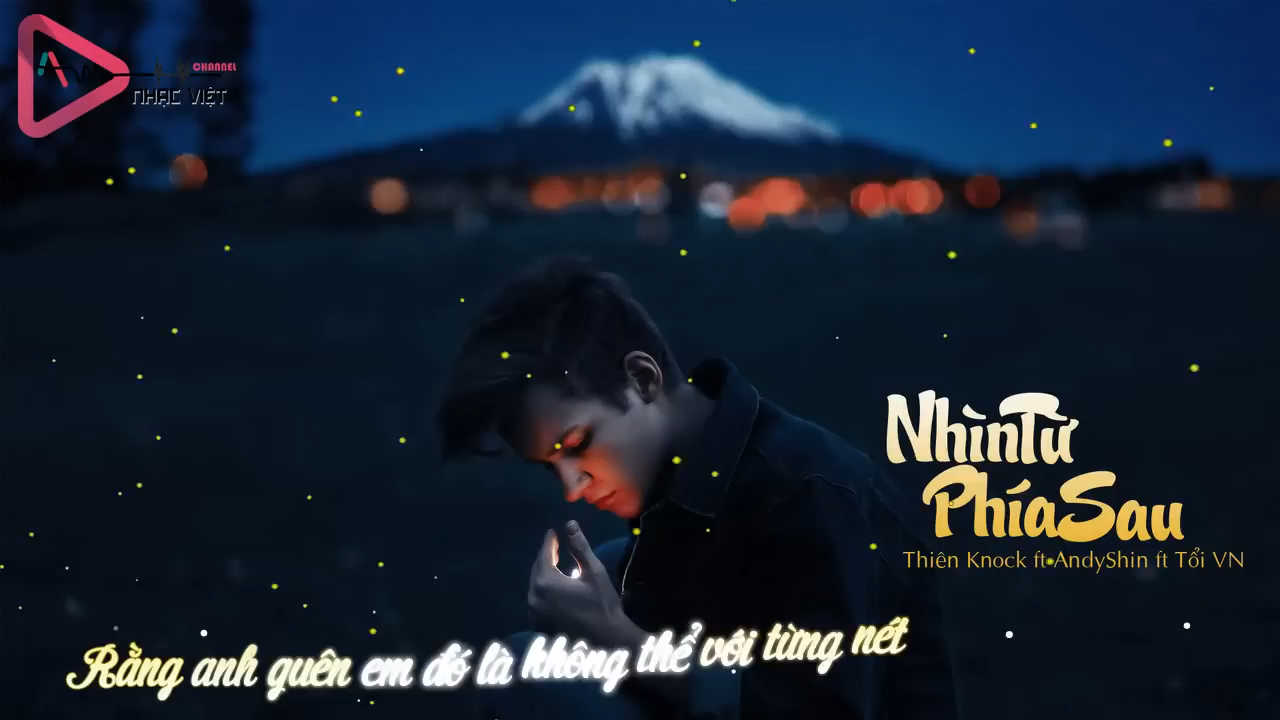 CHANNEL
NHẠC VIỆT
Nhìn Từ
Phía Sau
Thiên Knock ft AndyShin ft Tổi VN
Rằng anh quên em đó là không thể với từng nét